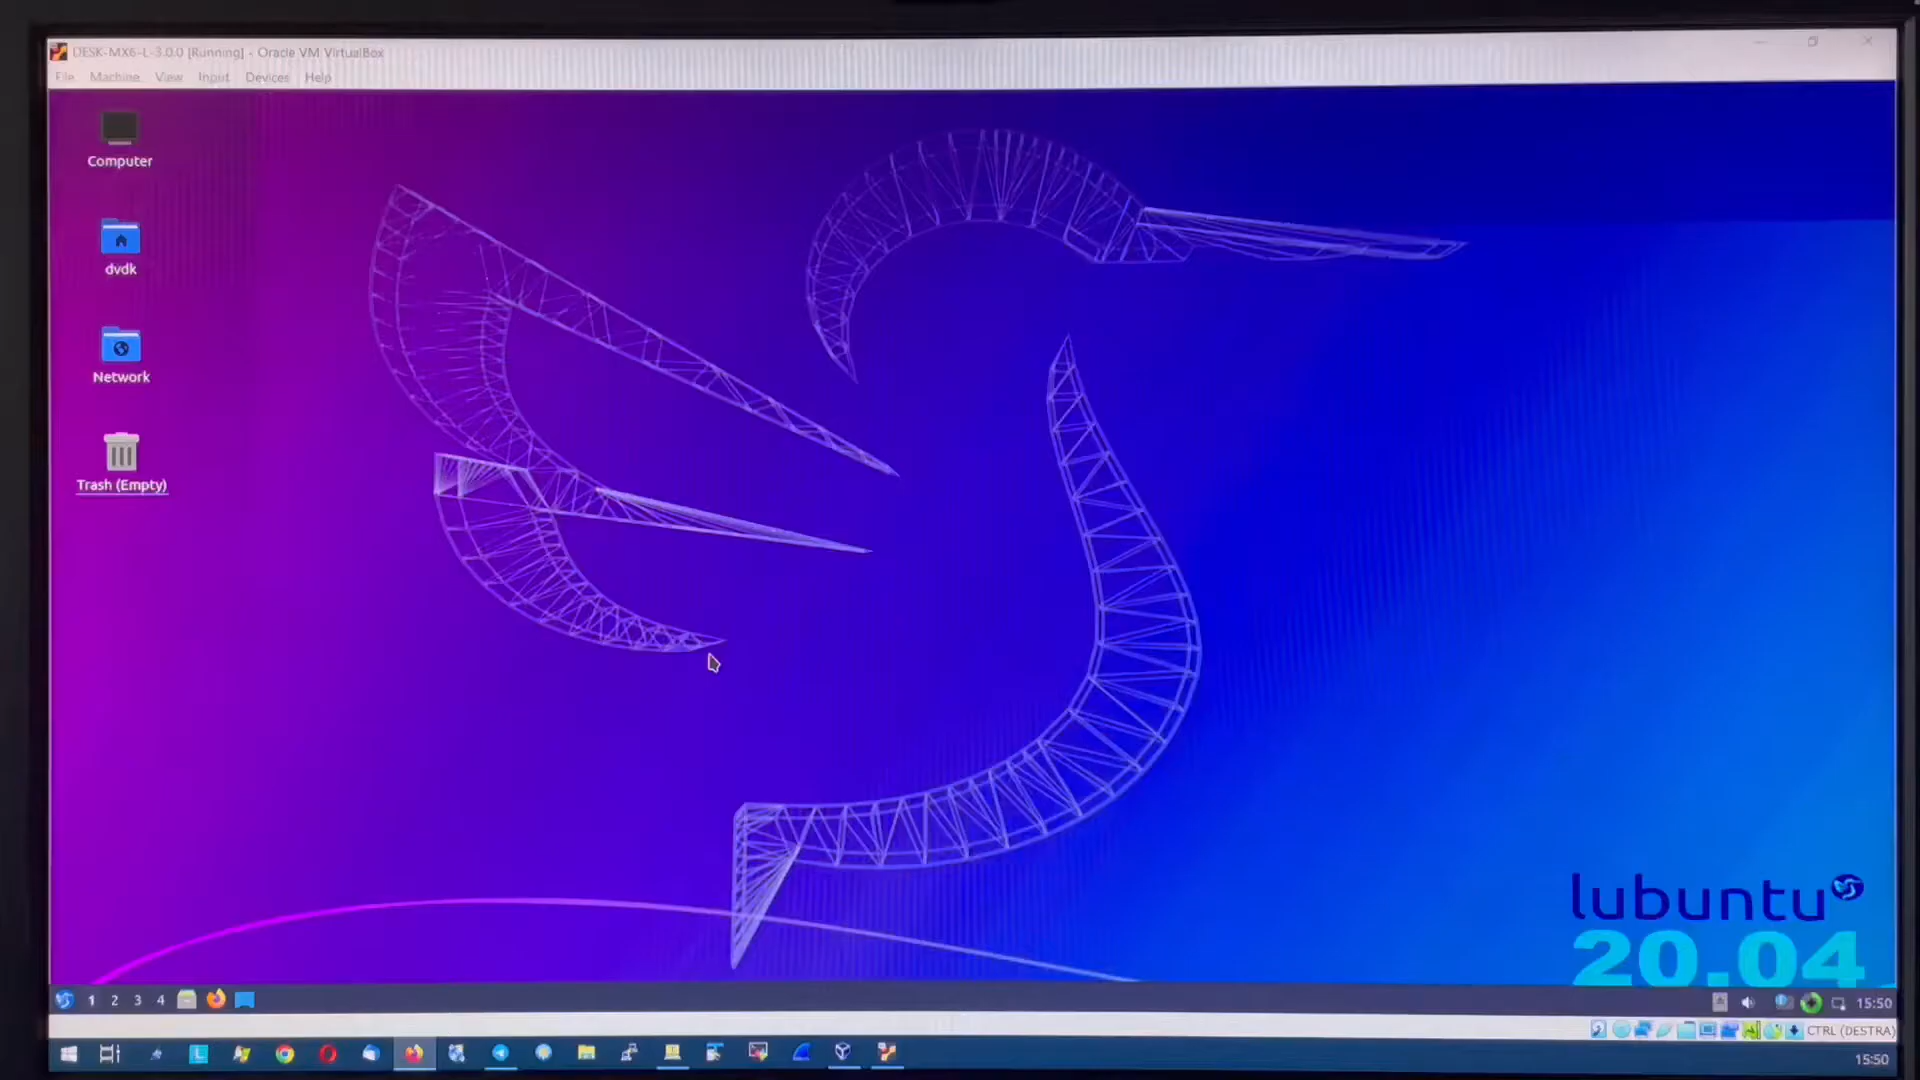 DESK-MX6-L-3.0.0 [Running] - Oracle VM VirtualBox
File Machine View Input Devices Help
Computer
dvdk
Network
Trash (Empty)
lubuntu
20.04
1 2 3 4
15:50
CTRL (DESTRA)
15:50